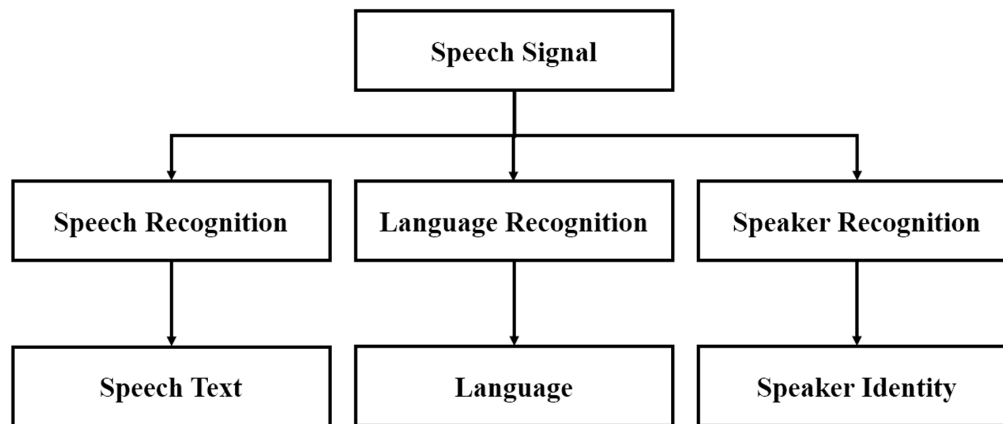 Speech Signal
Speech Recognition
Language Recognition
Speaker Recognition
Speech Text
Language
Speaker Identity